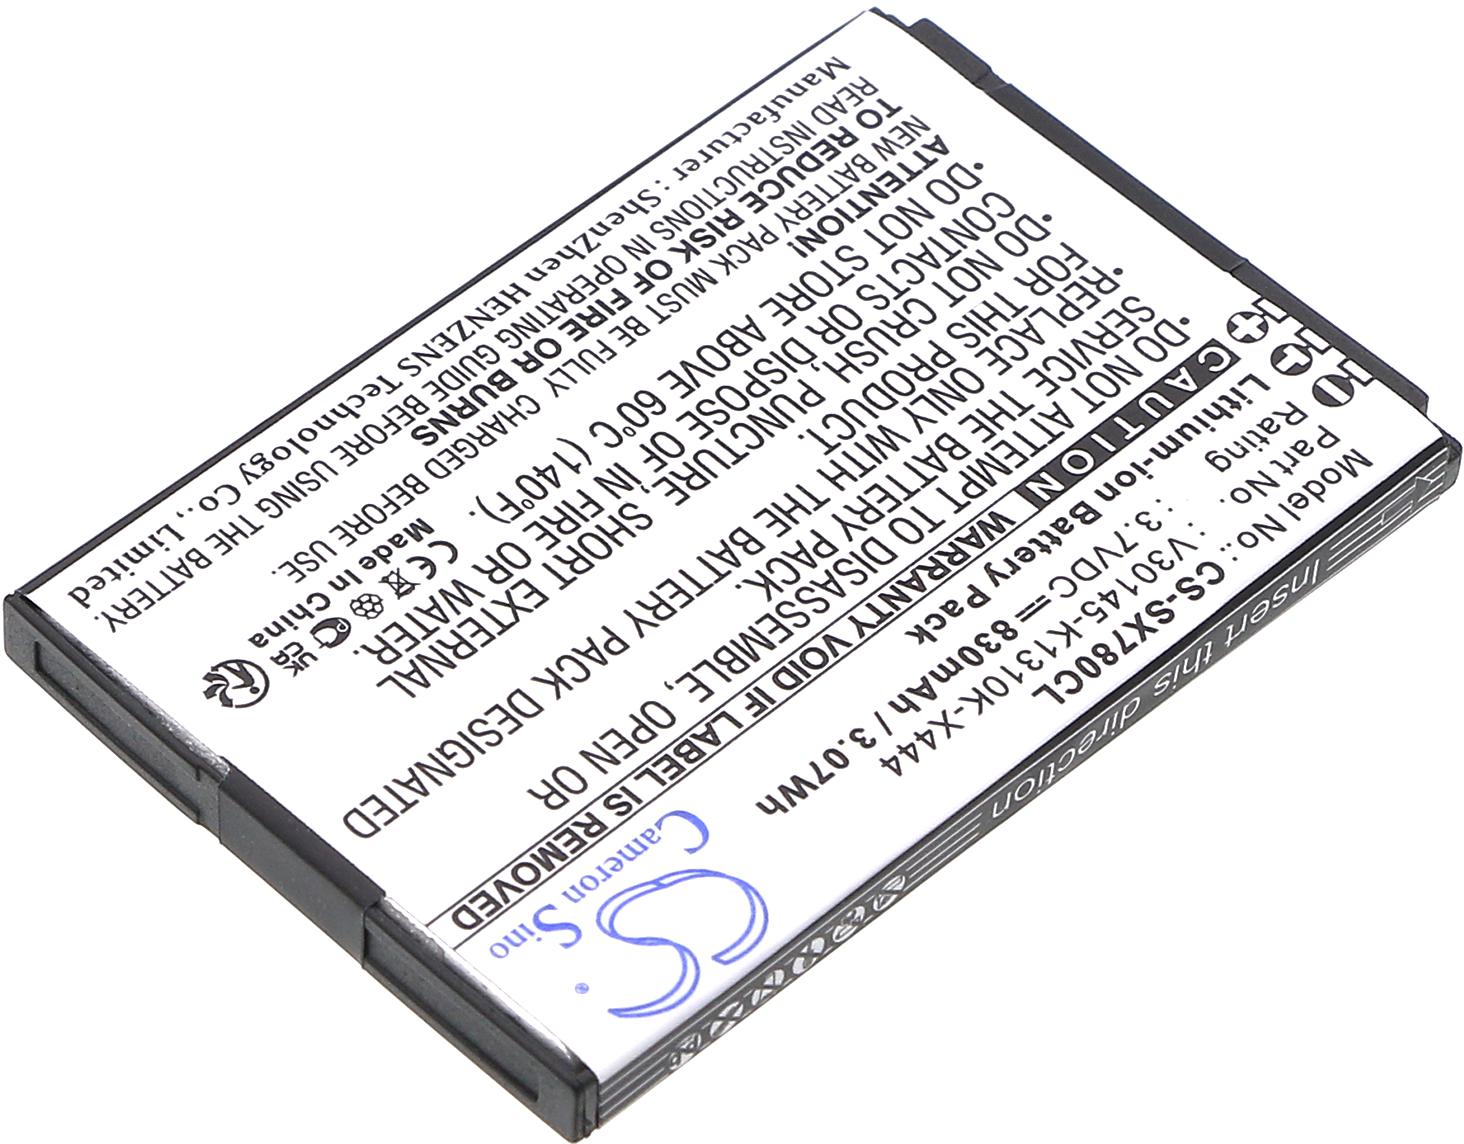 CS
Cameron Sino
Model No.: CS-SX780CL
Part No. : V30145-K1310K-X444
Rating : 3.7VDC⎓830mAh / 3.07Wh
Lithium-ion Battery Pack
CAUTION WARRANTY VOID IF LABEL IS REMOVED
•DO NOT ATTEMPT TO DISASSEMBLE, OPEN OR
SERVICE THE BATTERY PACK.
•REPLACE ONLY WITH THE BATTERY PACK DESIGNATED
FOR THIS PRODUCT.
•DO NOT CRUSH, PUNCTURE, SHORT EXTERNAL
CONTACTS OR DISPOSE OF IN FIRE OR WATER.
•DO NOT STORE ABOVE 60°C (140°F).
ATTENTION!
NEW BATTERY PACK MUST BE FULLY CHARGED BEFORE USE.
TO REDUCE RISK OF FIRE OR BURNS
READ INSTRUCTIONS IN OPERATING GUIDE BEFORE USING THE BATTERY.
Manufacturer : ShenZhen HENZENS Technology Co., Limited
Made In China
Insert this direction